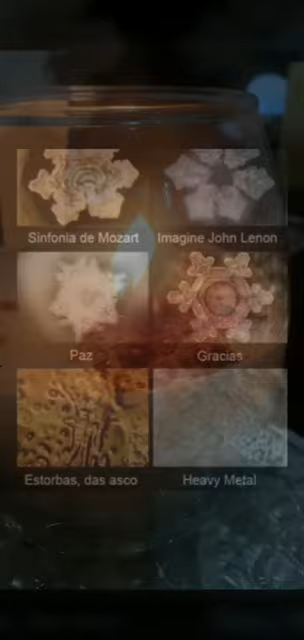 Sinfonia de Mozart
Imagine John Lenon
Paz
Gracias
Estorbas, das asco
Heavy Metal